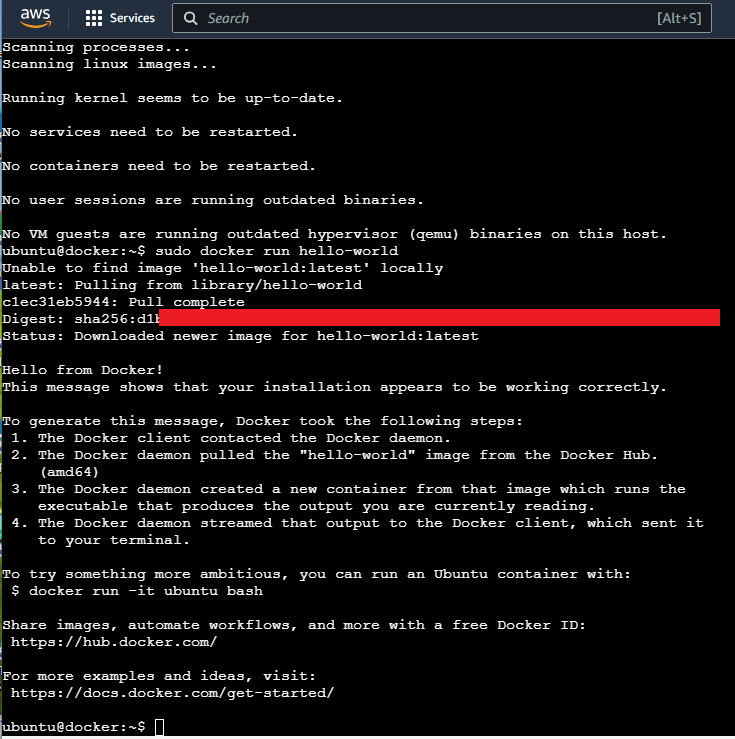 aws
Services
Search
[Alt+S]
Scanning processes...
Scanning linux images...
Running kernel seems to be up-to-date.
No services need to be restarted.
No containers need to be restarted.
No user sessions are running outdated binaries.
No VM guests are running outdated hypervisor (qemu) binaries on this host.
ubuntu@docker:~$ sudo docker run hello-world
Unable to find image 'hello-world:latest' locally
latest: Pulling from library/hello-world
c1ec31eb5944: Pull complete
Digest: sha256:d1
Status: Downloaded newer image for hello-world:latest
Hello from Docker!
This message shows that your installation appears to be working correctly.
To generate this message, Docker took the following steps:
1. The Docker client contacted the Docker daemon.
2. The Docker daemon pulled the "hello-world" image from the Docker Hub.
(amd64)
3. The Docker daemon created a new container from that image which runs the
executable that produces the output you are currently reading.
4. The Docker daemon streamed that output to the Docker client, which sent it
to your terminal.
To try something more ambitious, you can run an Ubuntu container with:
$ docker run -it ubuntu bash
Share images, automate workflows, and more with a free Docker ID:
https://hub.docker.com/
For more examples and ideas, visit:
https://docs.docker.com/get-started/
ubuntu@docker:~$